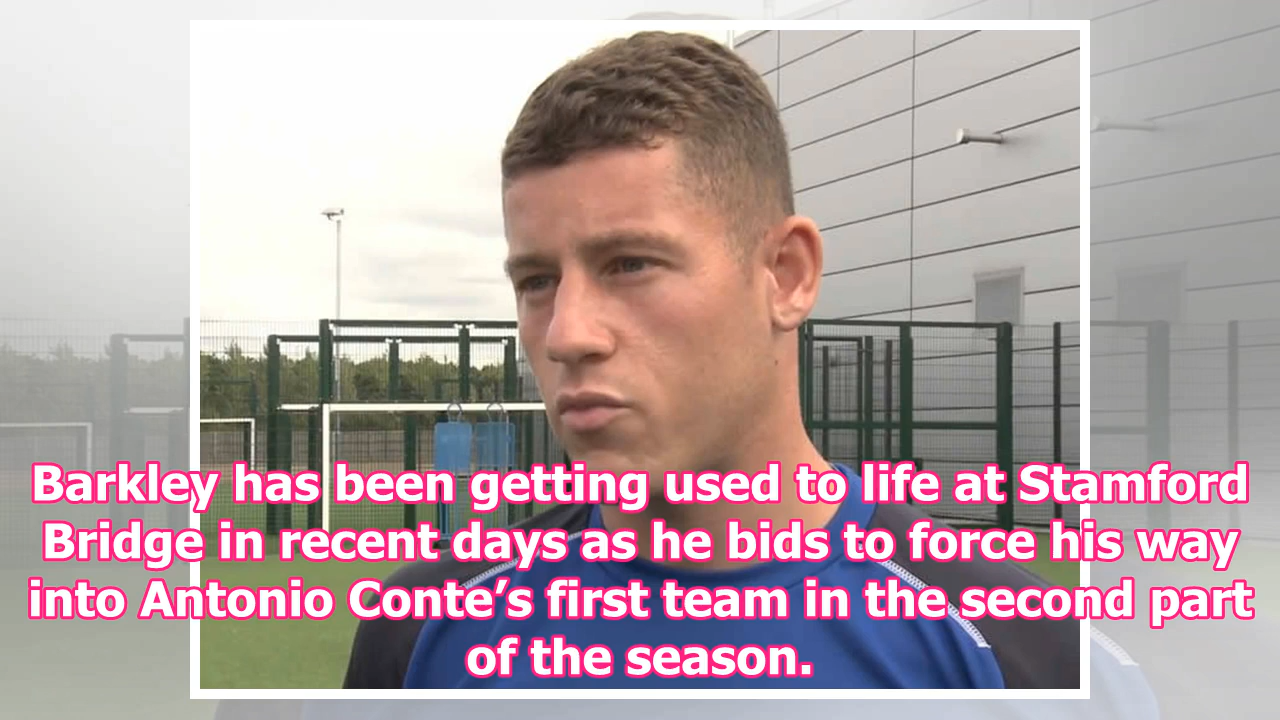 Barkley has been getting used to life at Stamford
Bridge in recent days as he bids to force his way
into Antonio Conte’s first team in the second part
of the season.